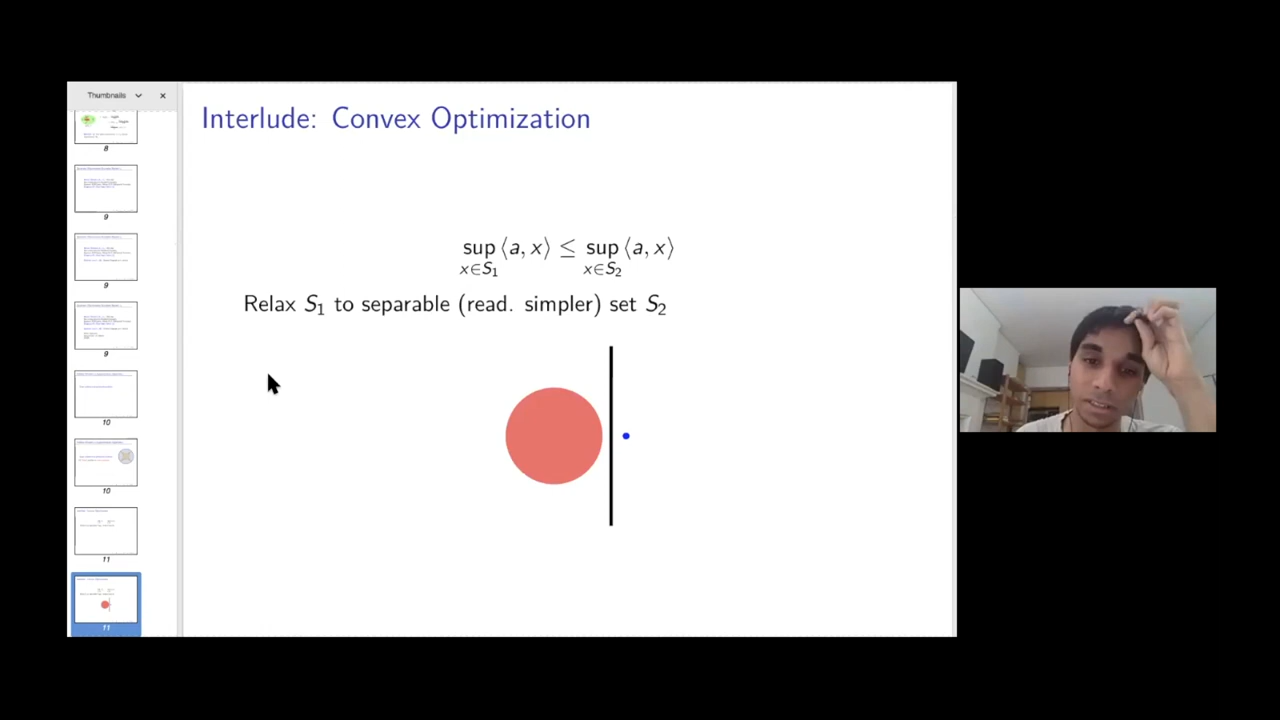 Thumbnails
Interlude: Convex Optimization
sup ⟨a, x⟩ ≤ sup ⟨a, x⟩
x∈S₁ x∈S₂
Relax S₁ to separable (read. simpler) set S₂
8
9
9
9
10
10
11
11